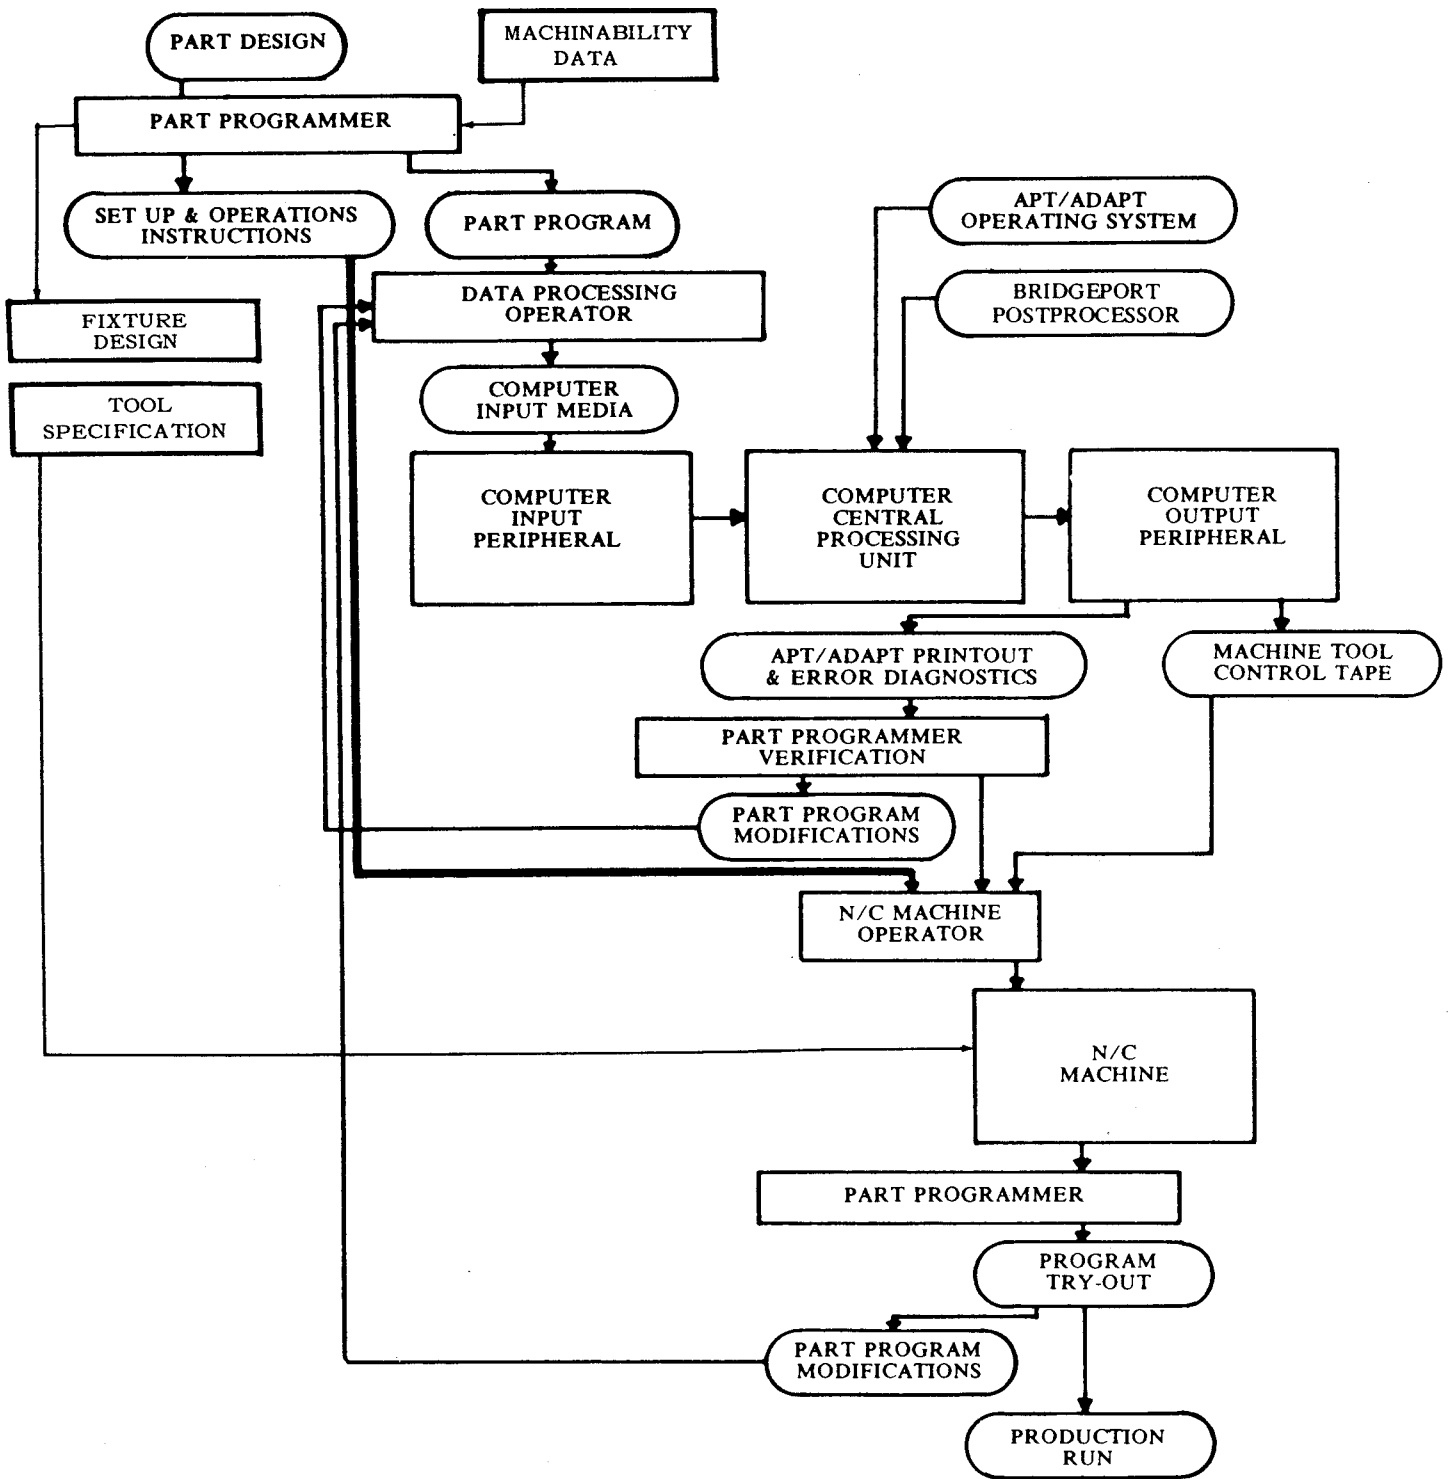 PART DESIGN
MACHINABILITY
DATA
PART PROGRAMMER
SET UP & OPERATIONS
INSTRUCTIONS
PART PROGRAM
APT/ADAPT
OPERATING SYSTEM
DATA PROCESSING
OPERATOR
BRIDGEPORT
POSTPROCESSOR
FIXTURE
DESIGN
COMPUTER
INPUT MEDIA
TOOL
SPECIFICATION
COMPUTER
INPUT
PERIPHERAL
COMPUTER
CENTRAL
PROCESSING
UNIT
COMPUTER
OUTPUT
PERIPHERAL
APT/ADAPT PRINTOUT
& ERROR DIAGNOSTICS
MACHINE TOOL
CONTROL TAPE
PART PROGRAMMER
VERIFICATION
PART PROGRAM
MODIFICATIONS
N/C MACHINE
OPERATOR
N/C
MACHINE
PART PROGRAMMER
PROGRAM
TRY-OUT
PART PROGRAM
MODIFICATIONS
PRODUCTION
RUN